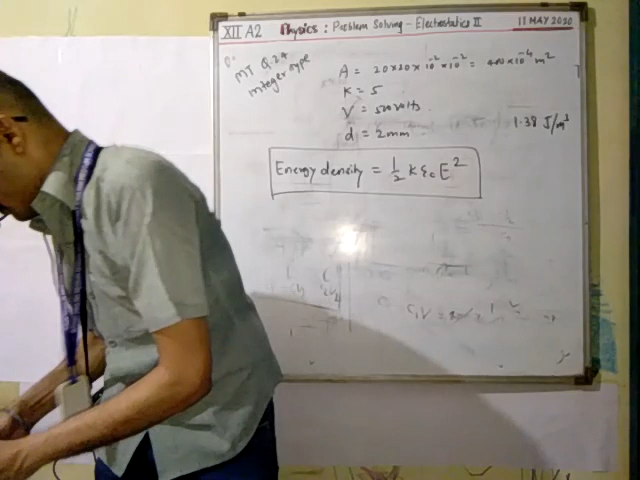 XII A2 Physics: Problem Solving - Electrostatics II 11 MAY 2020
MT Q.24
Integer type
A = 20×20×10⁻²×10⁻² = 400×10⁻⁴ m²
K = 5
V = 500 volts
d = 2mm
1.38 J/m³
Energy density = ½ K ε₀ E²